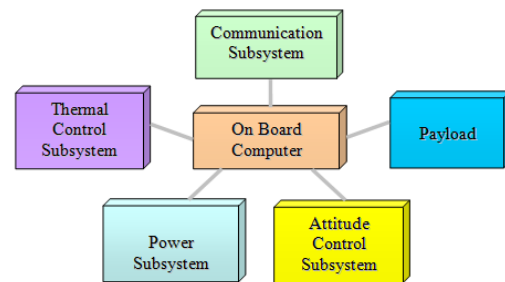 Communication
Subsystem
Thermal
Control
Subsystem
On Board
Computer
Payload
Power
Subsystem
Attitude
Control
Subsystem